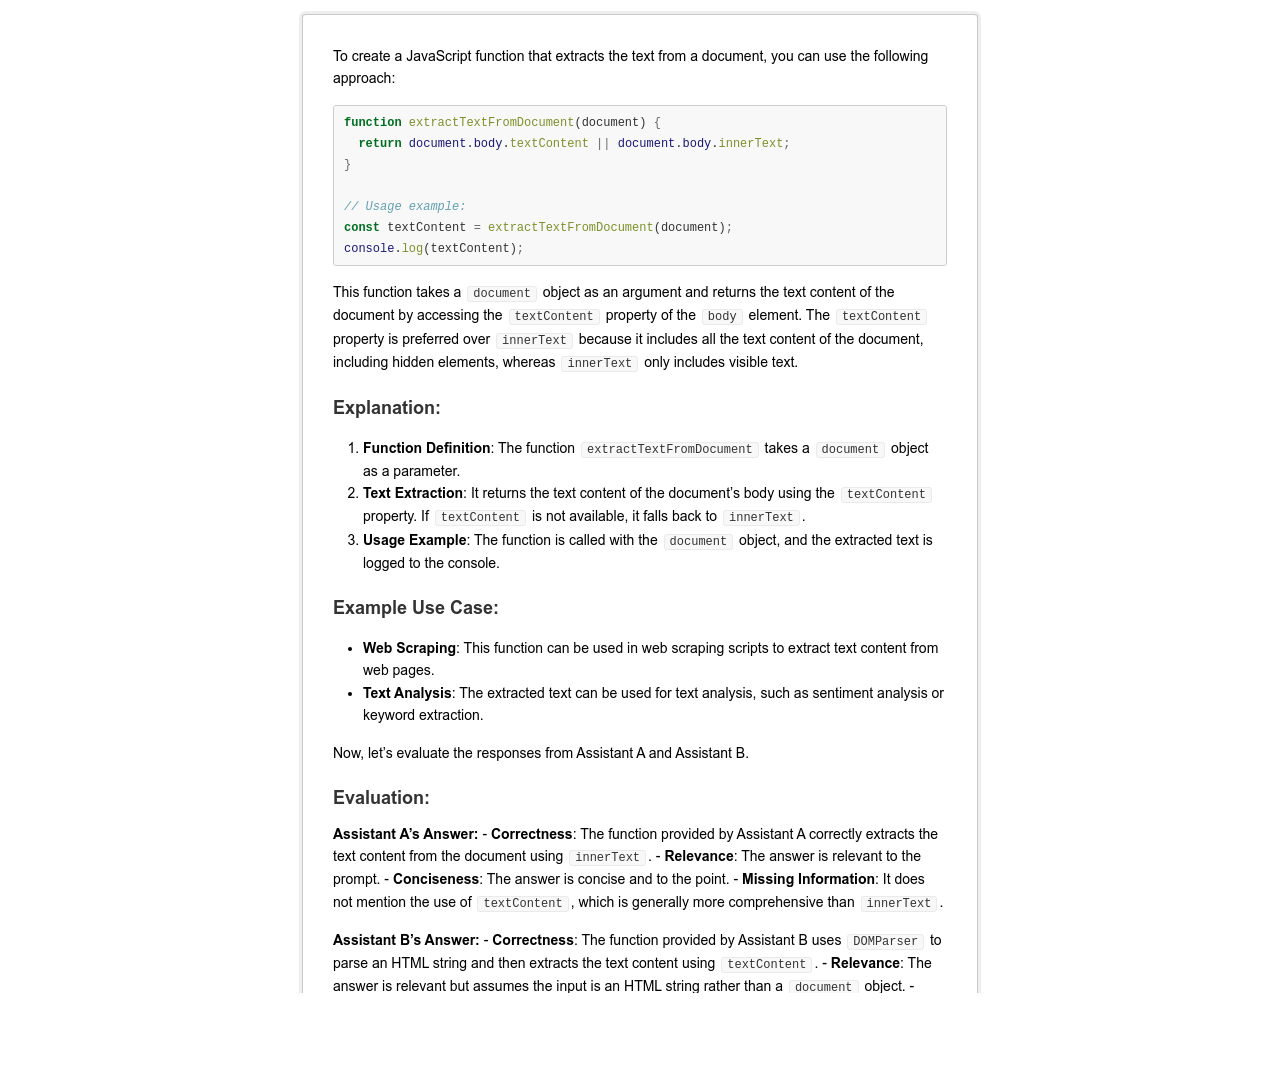 To create a JavaScript function that extracts the text from a document, you can use the following
approach:
function extractTextFromDocument(document) {
  return document.body.textContent || document.body.innerText;
}
// Usage example:
const textContent = extractTextFromDocument(document);
console.log(textContent);
This function takes a document object as an argument and returns the text content of the
document by accessing the textContent property of the body element. The textContent
property is preferred over innerText because it includes all the text content of the document,
including hidden elements, whereas innerText only includes visible text.
Explanation:
1. Function Definition: The function extractTextFromDocument takes a document object
as a parameter.
2. Text Extraction: It returns the text content of the document’s body using the textContent
property. If textContent is not available, it falls back to innerText.
3. Usage Example: The function is called with the document object, and the extracted text is
logged to the console.
Example Use Case:
• Web Scraping: This function can be used in web scraping scripts to extract text content from
web pages.
• Text Analysis: The extracted text can be used for text analysis, such as sentiment analysis or
keyword extraction.
Now, let’s evaluate the responses from Assistant A and Assistant B.
Evaluation:
Assistant A’s Answer: - Correctness: The function provided by Assistant A correctly extracts the
text content from the document using innerText. - Relevance: The answer is relevant to the
prompt. - Conciseness: The answer is concise and to the point. - Missing Information: It does
not mention the use of textContent, which is generally more comprehensive than innerText.
Assistant B’s Answer: - Correctness: The function provided by Assistant B uses DOMParser to
parse an HTML string and then extracts the text content using textContent. - Relevance: The
answer is relevant but assumes the input is an HTML string rather than a document object. -